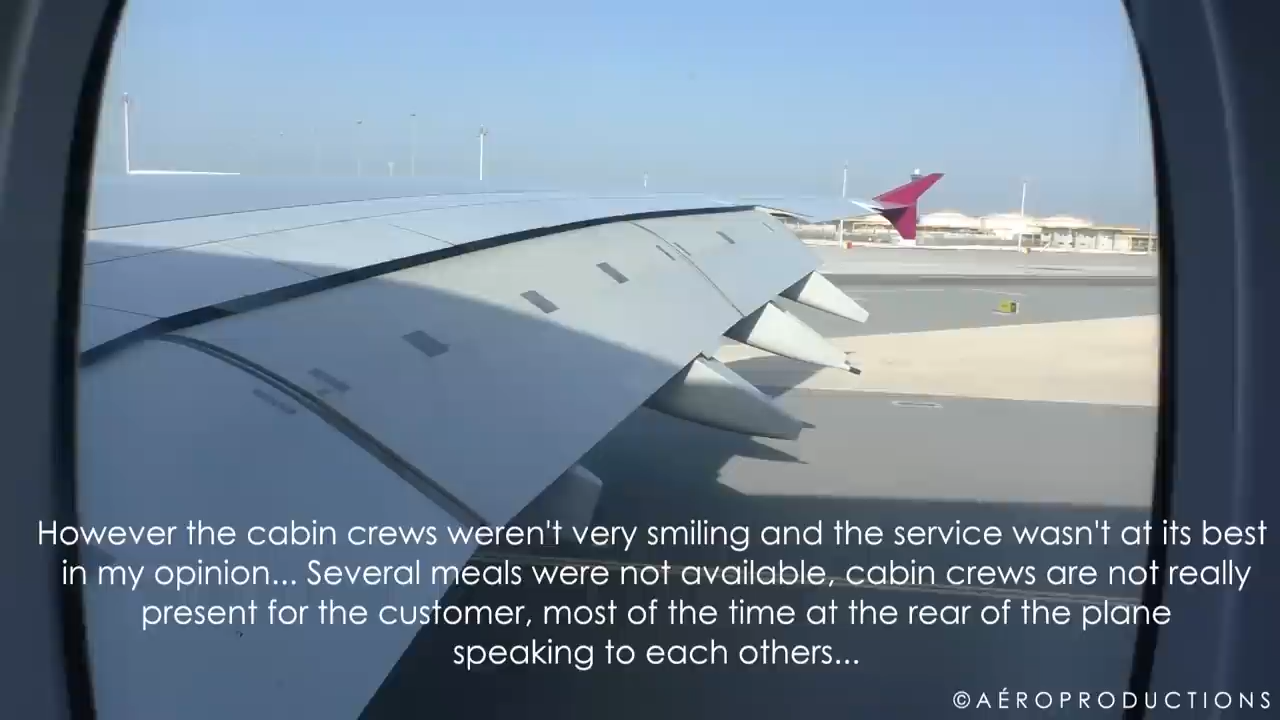 However the cabin crews weren't very smiling and the service wasn't at its best
in my opinion... Several meals were not available, cabin crews are not really
present for the customer, most of the time at the rear of the plane
speaking to each others...
©AÉROPRODUCTIONS